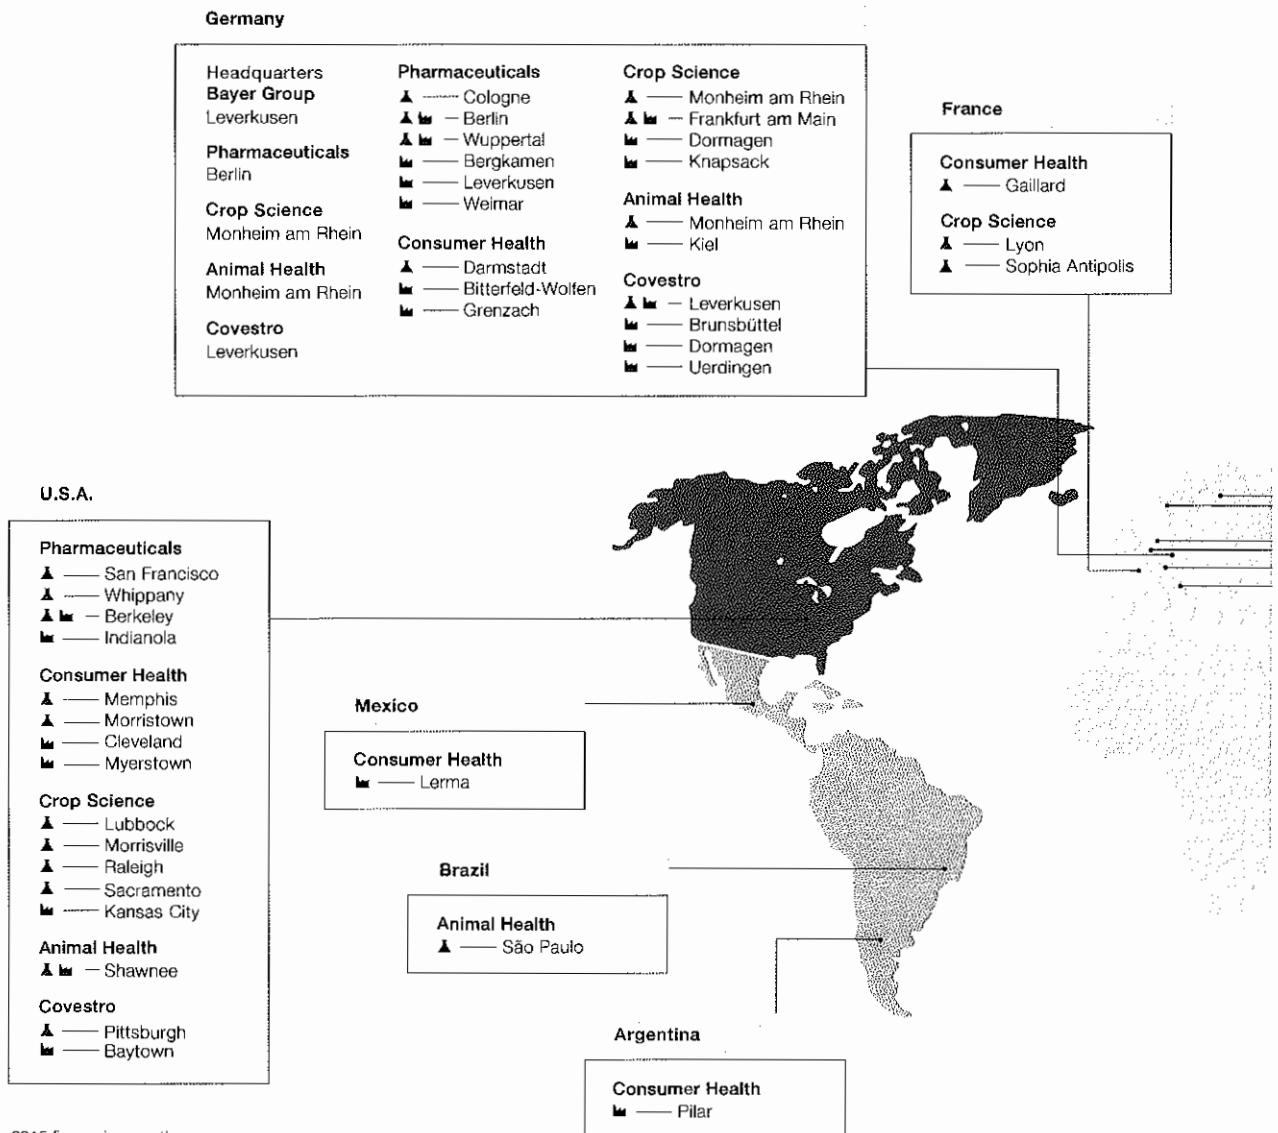 Germany
Headquarters
Bayer Group
Leverkusen
Pharmaceuticals
Berlin
Crop Science
Monheim am Rhein
Animal Health
Monheim am Rhein
Covestro
Leverkusen
Pharmaceuticals
Cologne
Berlin
Wuppertal
Bergkamen
Leverkusen
Weimar
Consumer Health
Darmstadt
Bitterfeld-Wolfen
Grenzach
Crop Science
Monheim am Rhein
Frankfurt am Main
Dormagen
Knapsack
Animal Health
Monheim am Rhein
Kiel
Covestro
Leverkusen
Brunsbüttel
Dormagen
Uerdingen
France
Consumer Health
Gaillard
Crop Science
Lyon
Sophia Antipolis
U.S.A.
Pharmaceuticals
San Francisco
Whippany
Berkeley
Indianola
Consumer Health
Memphis
Morristown
Cleveland
Myerstown
Crop Science
Lubbock
Morrisville
Raleigh
Sacramento
Kansas City
Animal Health
Shawnee
Covestro
Pittsburgh
Baytown
Mexico
Consumer Health
Lerma
Brazil
Animal Health
São Paulo
Argentina
Consumer Health
Pilar